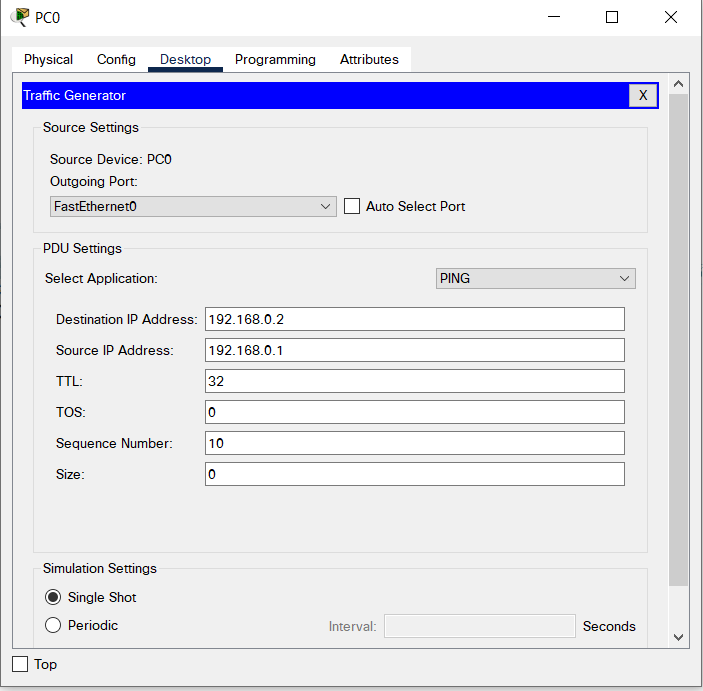 PC0
Physical Config Desktop Programming Attributes
Traffic Generator X
Source Settings
Source Device: PC0
Outgoing Port:
FastEthernet0 Auto Select Port
PDU Settings
Select Application: PING
Destination IP Address: 192.168.0.2
Source IP Address: 192.168.0.1
TTL: 32
TOS: 0
Sequence Number: 10
Size: 0
Simulation Settings
Single Shot
Periodic Interval: Seconds
Top